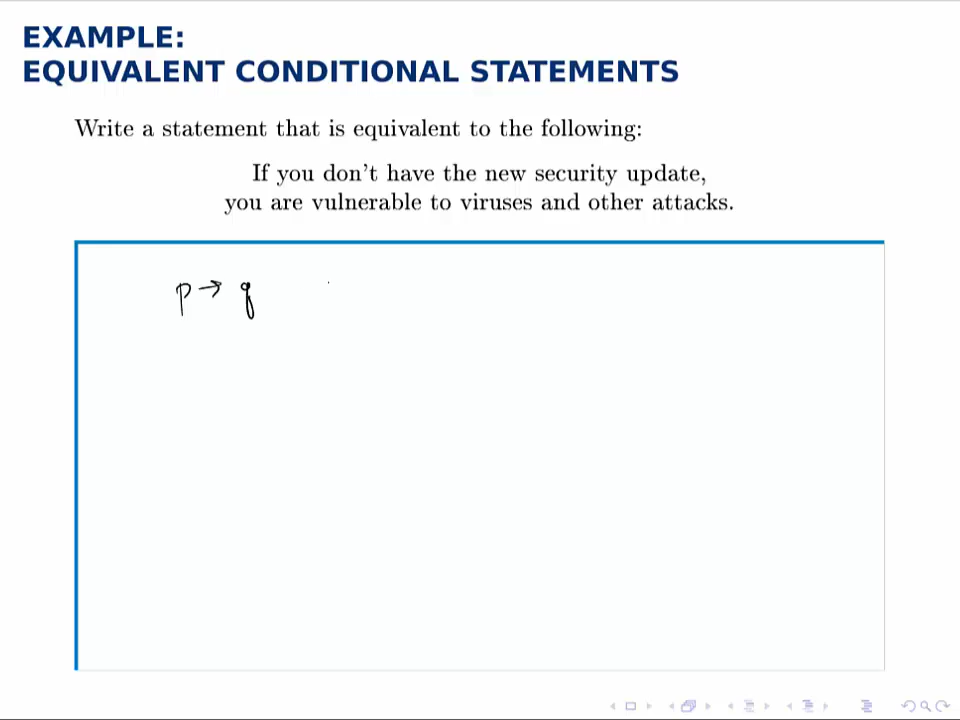 EXAMPLE:
EQUIVALENT CONDITIONAL STATEMENTS
Write a statement that is equivalent to the following:
If you don’t have the new security update,
you are vulnerable to viruses and other attacks.
p → q